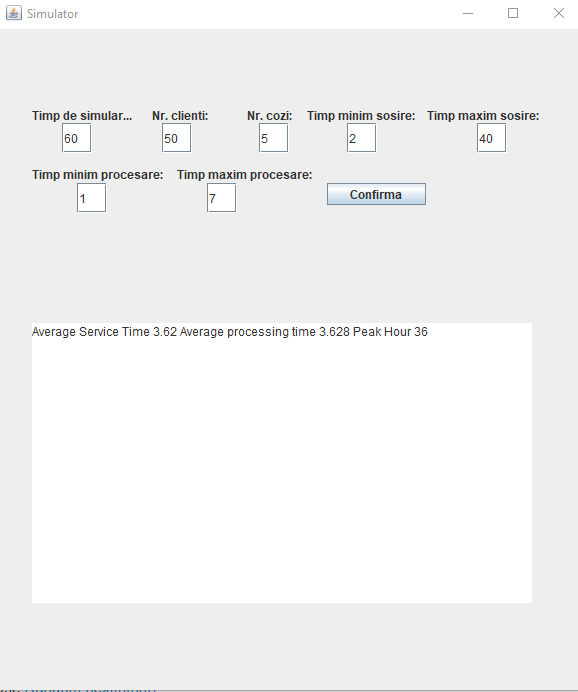 Simulator
Timp de simular... Nr. clienti: Nr. cozi: Timp minim sosire: Timp maxim sosire:
60 50 5 2 40
Timp minim procesare: Timp maxim procesare:
1 7 Confirma
Average Service Time 3.62 Average processing time 3.628 Peak Hour 36